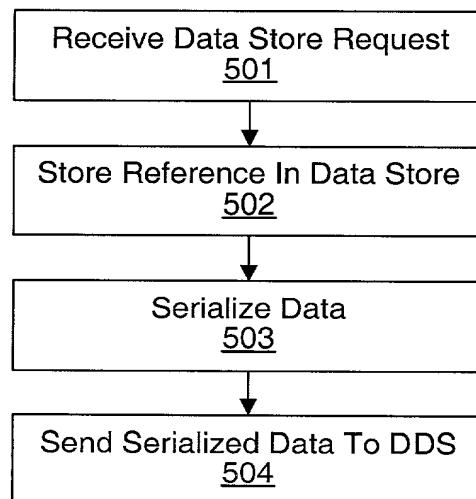 Receive Data Store Request
501
Store Reference In Data Store
502
Serialize Data
503
Send Serialized Data To DDS
504